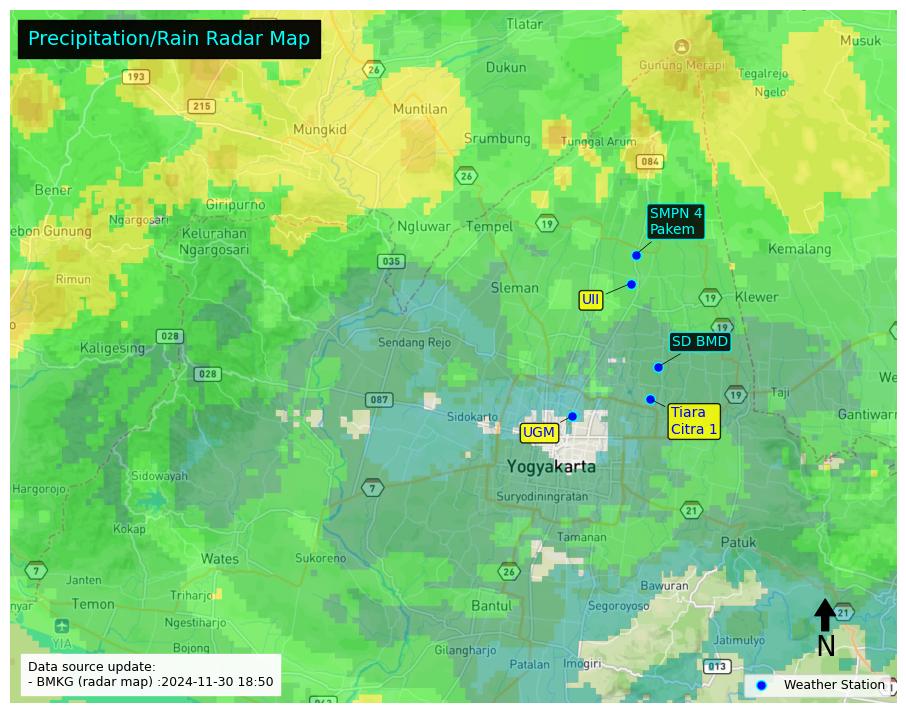 Precipitation/Rain Radar Map
Tlatar
Musuk
26
Dukun
Gunung Merapi
Tegalrejo
193
Ngelo
215
Muntilan
Mungkid
Srumbung
Tunggal Arum
084
26
Bener
Giripurno
SMPN 4
Pakem
Ngargosari
Ngluwar
Tempel
19
ebon Gunung
Kelurahan
Ngargosari
Kemalang
035
Rimun
Sleman
UII
19
Klewer
19
028
Kaligesing
Sendang Rejo
SD BMD
028
We
087
19
Taji
Sidokarto
Tiara
Citra 1
Gantiwar
UGM
Yogyakarta
Sidowayah
Hargorojo
7
Suryodiningratan
21
Kokap
Tamanan
Patuk
Wates
Sukoreno
7
26
Janten
Bawuran
Triharjo
nyar
Temon
Bantul
Segoroyoso
21
Ngestiharjo
YIA
Jatimulyo
N
Bojong
Gilangharjo
Patalan
Imogiri
013
Data source update:
- BMKG (radar map) :2024-11-30 18:50
Weather Station